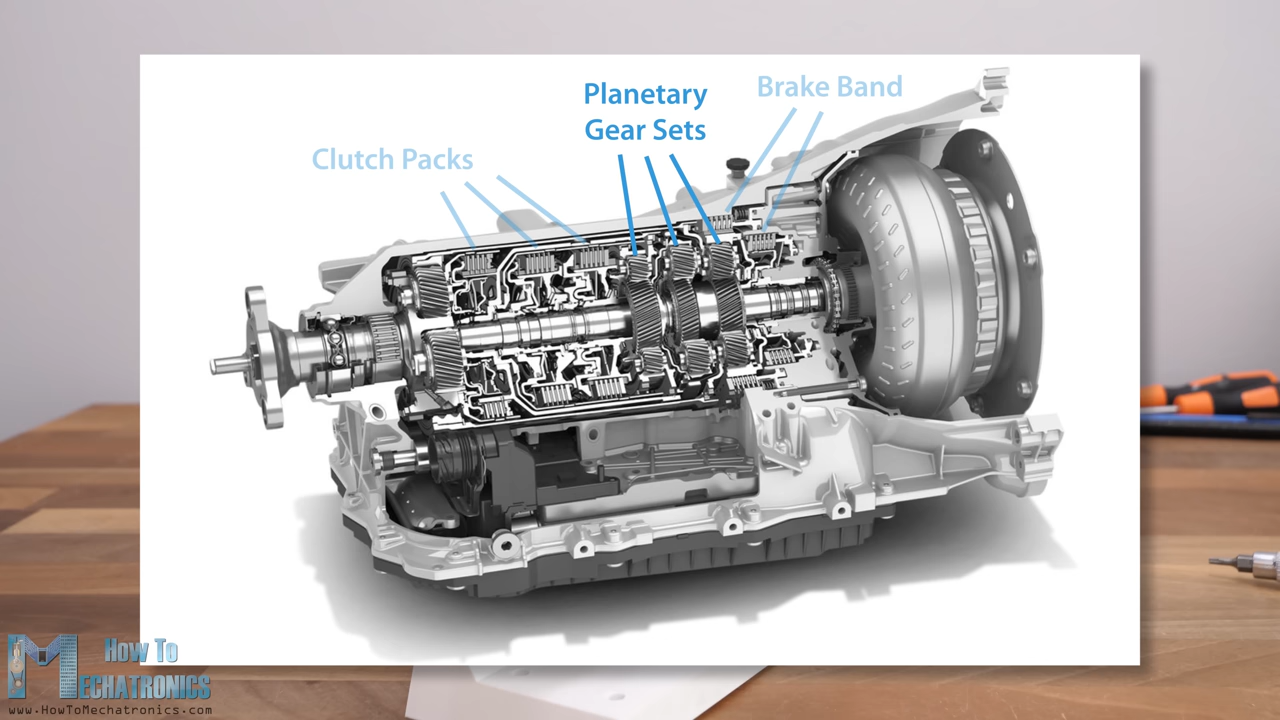 Planetary
Gear Sets
Brake Band
Clutch Packs
How To
MECHATRONICS
www.HowToMechatronics.com